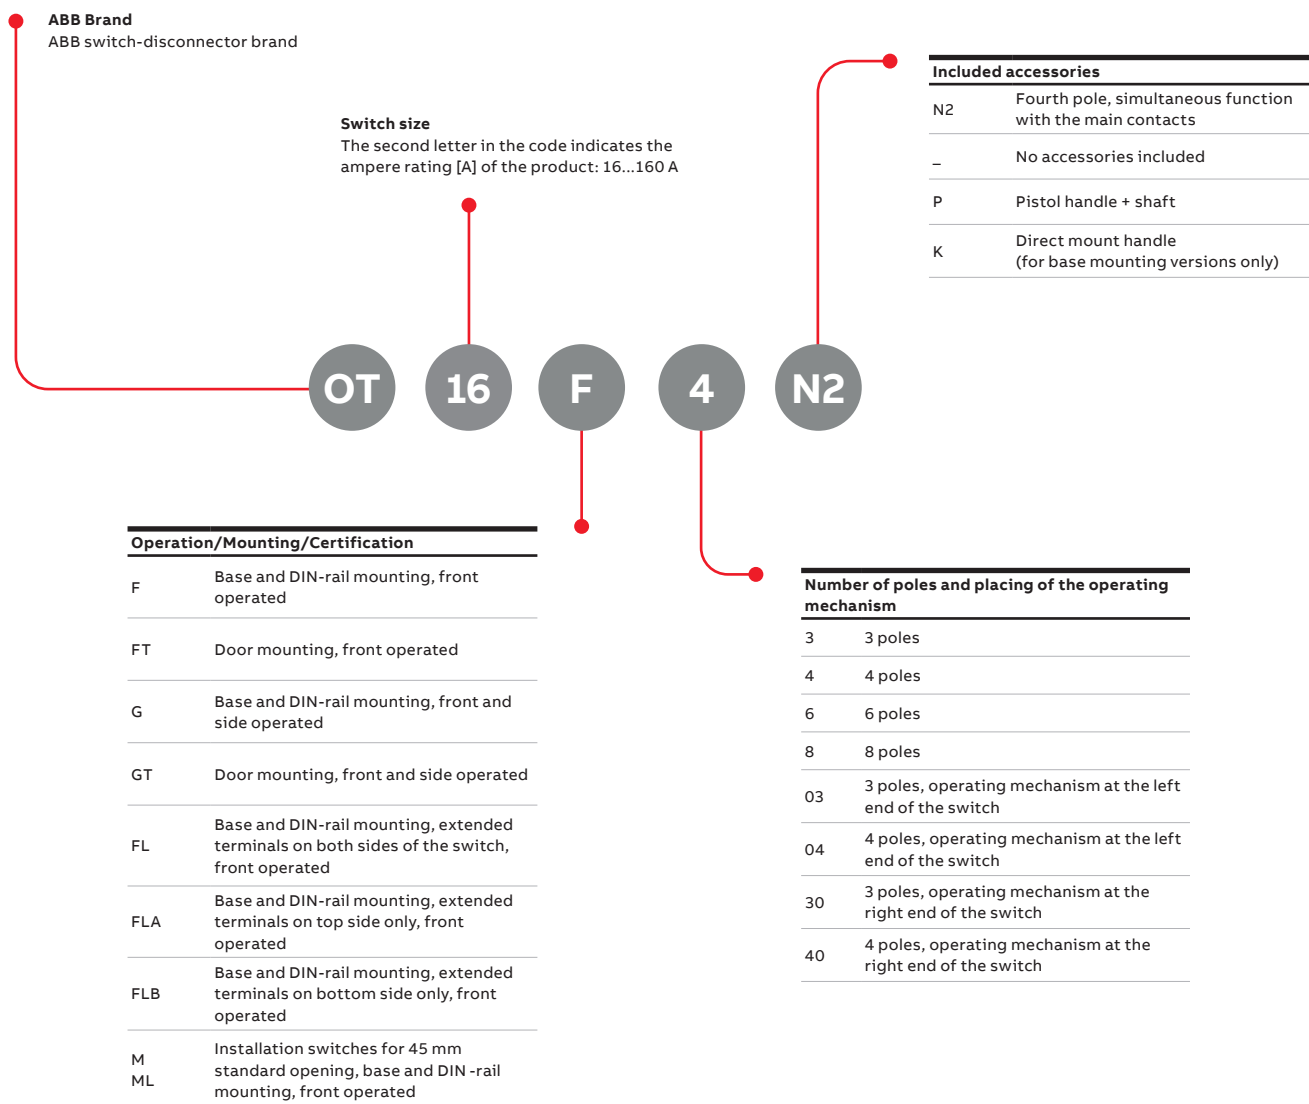 ABB Brand
ABB switch-disconnector brand
Switch size
The second letter in the code indicates the
ampere rating [A] of the product: 16...160 A
Included accessories
N2 Fourth pole, simultaneous function
with the main contacts
_ No accessories included
P Pistol handle + shaft
K Direct mount handle
(for base mounting versions only)
OT 16 F 4 N2
Operation/Mounting/Certification
F Base and DIN-rail mounting, front
operated
FT Door mounting, front operated
G Base and DIN-rail mounting, front and
side operated
GT Door mounting, front and side operated
FL Base and DIN-rail mounting, extended
terminals on both sides of the switch,
front operated
FLA Base and DIN-rail mounting, extended
terminals on top side only, front
operated
FLB Base and DIN-rail mounting, extended
terminals on bottom side only, front
operated
M
ML
Installation switches for 45 mm
standard opening, base and DIN -rail
mounting, front operated
Number of poles and placing of the operating
mechanism
3 3 poles
4 4 poles
6 6 poles
8 8 poles
03 3 poles, operating mechanism at the left
end of the switch
04 4 poles, operating mechanism at the left
end of the switch
30 3 poles, operating mechanism at the
right end of the switch
40 4 poles, operating mechanism at the
right end of the switch